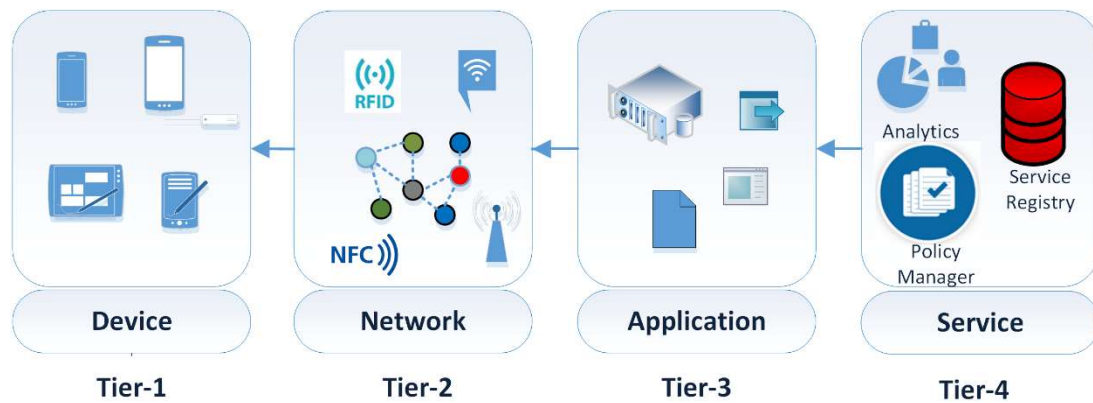 RFID
NFC
Analytics
Service
Registry
Policy
Manager
Device
Network
Application
Service
Tier-1
Tier-2
Tier-3
Tier-4